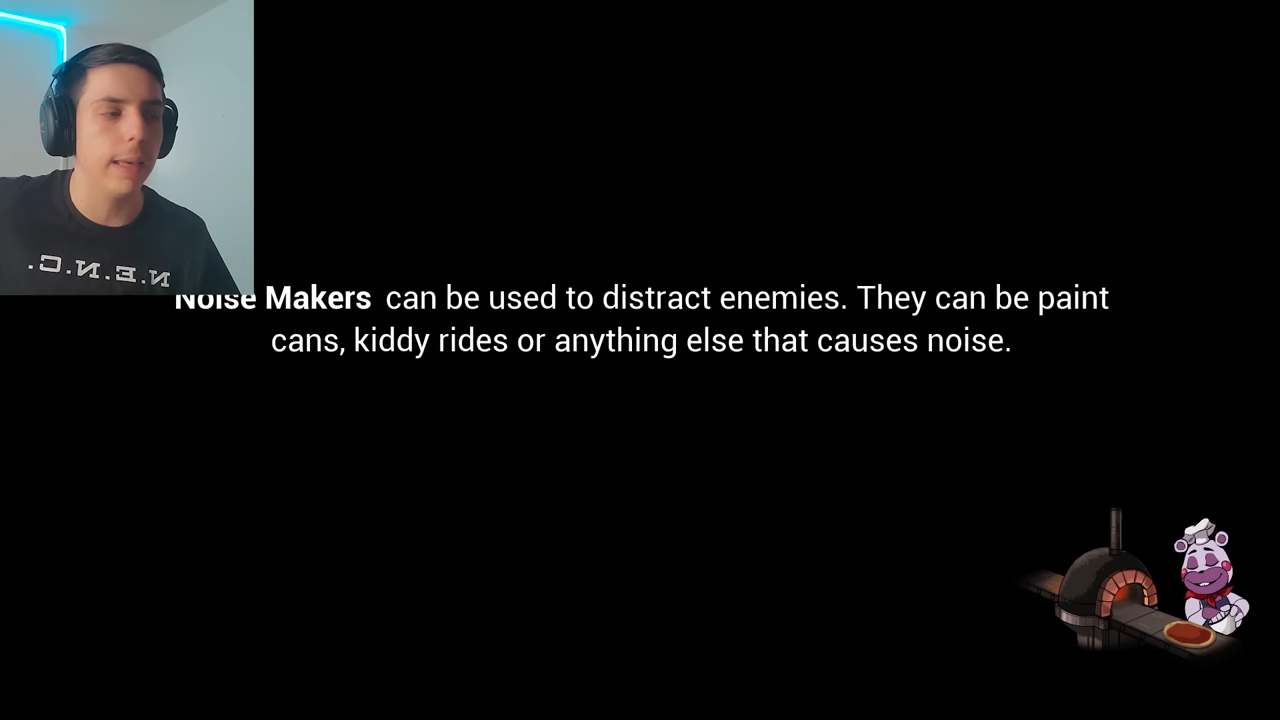 N.E.N.C.
Noise Makers can be used to distract enemies. They can be paint
cans, kiddy rides or anything else that causes noise.